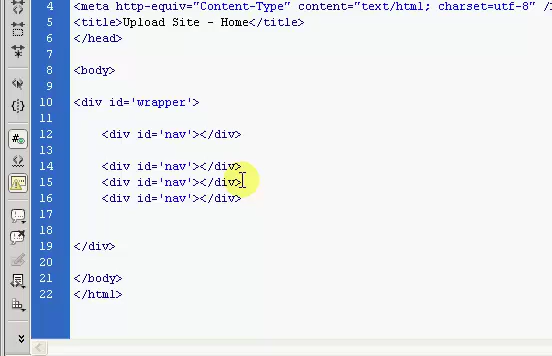 4 <meta http-equiv="Content-Type" content="text/html; charset=utf-8" /
5 <title>Upload Site - Home</title>
6 </head>
7
8 <body>
9
10 <div id='wrapper'>
11
12 <div id='nav'></div>
13
14 <div id='nav'></div>
15 <div id='nav'></div>
16 <div id='nav'></div>
17
18
19 </div>
20
21 </body>
22 </html>